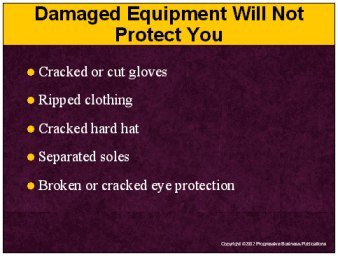 Damaged Equipment Will Not
Protect You
Cracked or cut gloves
Ripped clothing
Cracked hard hat
Separated soles
Broken or cracked eye protection
Copyright ©2002 Progressive Business Publications